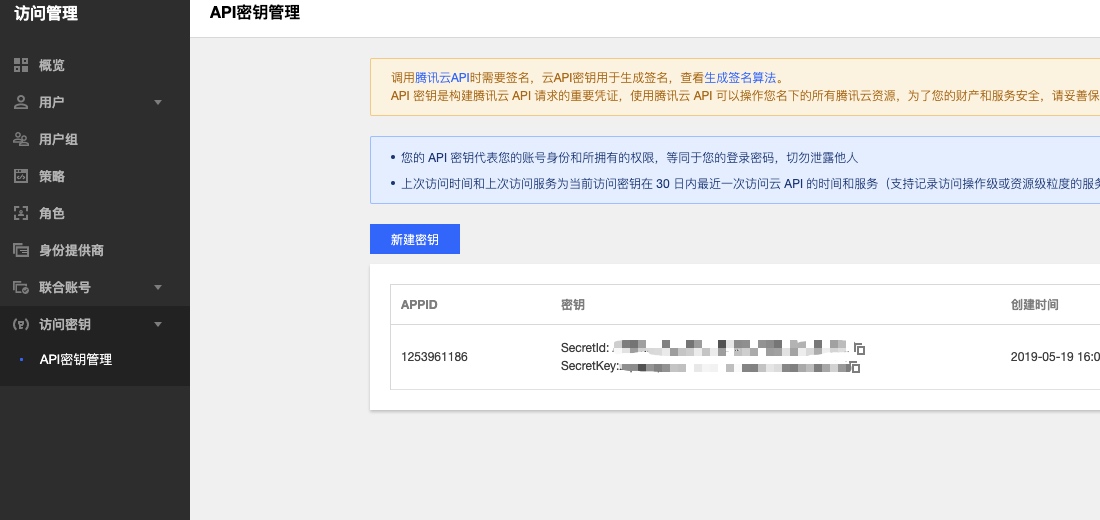 访问管理
API密钥管理
概览
用户
用户组
策略
角色
身份提供商
联合账号
访问密钥
API密钥管理
调用腾讯云API时需要签名，云API密钥用于生成签名，查看生成签名算法。
API 密钥是构建腾讯云 API 请求的重要凭证，使用腾讯云 API 可以操作您名下的所有腾讯云资源，为了您的财产和服务安全，请妥善保
• 您的 API 密钥代表您的账号身份和所拥有的权限，等同于您的登录密码，切勿泄露他人
• 上次访问时间和上次访问服务为当前访问密钥在 30 日内最近一次访问云 API 的时间和服务（支持记录访问操作级或资源级粒度的服务
新建密钥
APPID 密钥 创建时间
1253961186 SecretId: 2019-05-19 16:0
SecretKey: